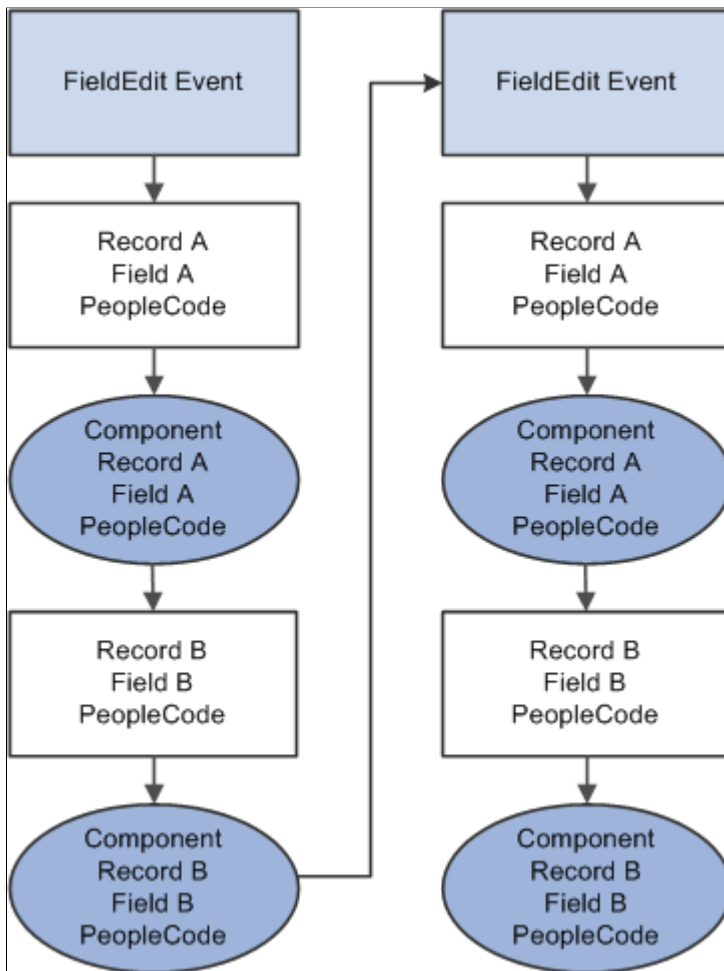 FieldEdit Event
Record A
Field A
PeopleCode
Component
Record A
Field A
PeopleCode
Record B
Field B
PeopleCode
Component
Record B
Field B
PeopleCode
FieldEdit Event
Record A
Field A
PeopleCode
Component
Record A
Field A
PeopleCode
Record B
Field B
PeopleCode
Component
Record B
Field B
PeopleCode